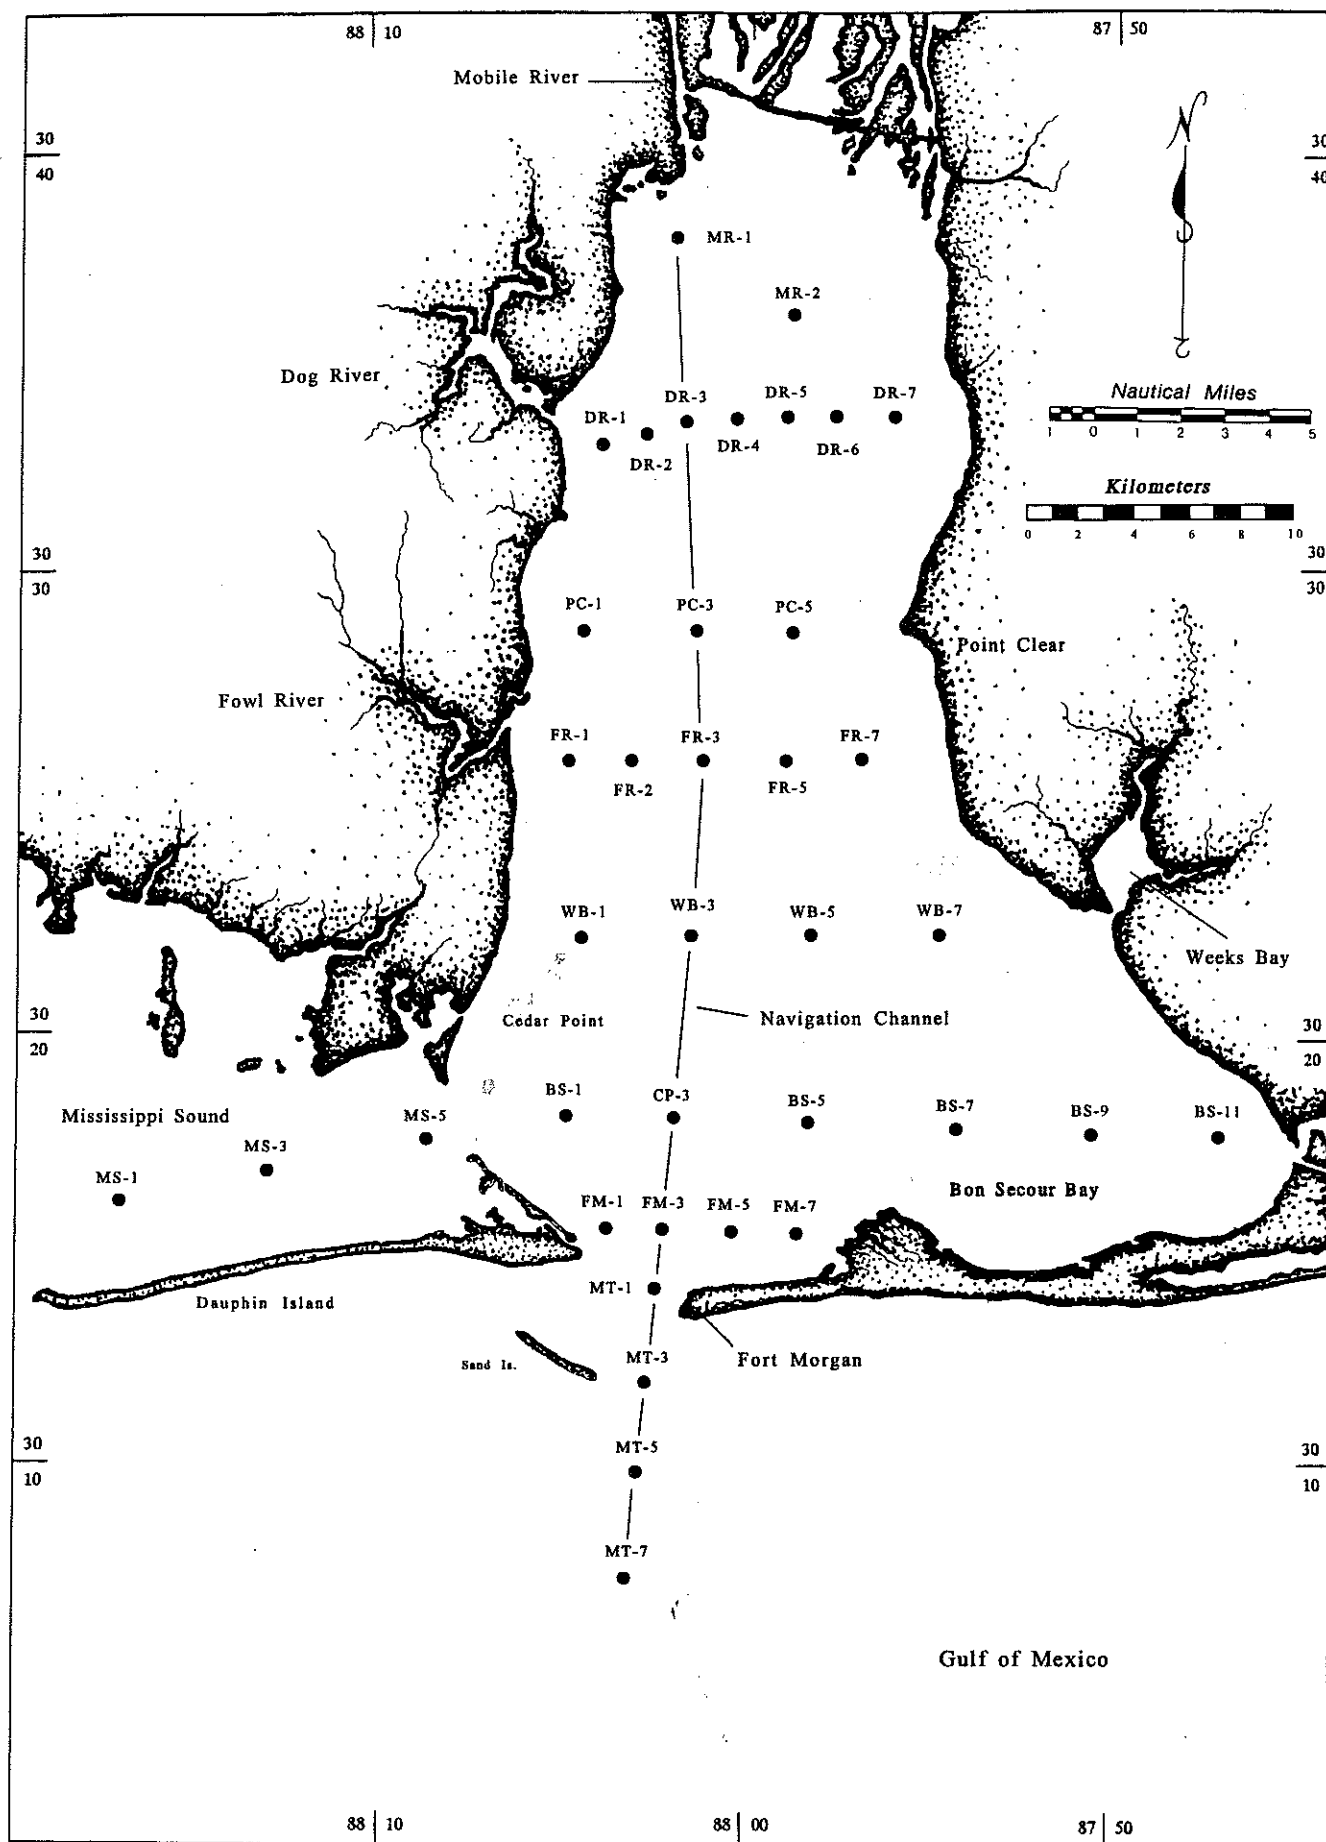 88 10
87 50
Mobile River
30
40
30
40
N
MR-1
MR-2
Dog River
Nautical Miles
1 0 1 2 3 4 5
DR-1
DR-2
DR-3
DR-4
DR-5
DR-6
DR-7
Kilometers
0 2 4 6 8 10
30
30
30
30
PC-1
PC-3
PC-5
Point Clear
Fowl River
FR-1
FR-2
FR-3
FR-5
FR-7
WB-1
WB-3
WB-5
WB-7
Weeks Bay
Cedar Point
Navigation Channel
30
20
30
20
Mississippi Sound
MS-1
MS-3
MS-5
BS-1
CP-3
BS-5
BS-7
BS-9
BS-11
Bon Secour Bay
FM-1
FM-3
FM-5
FM-7
MT-1
Dauphin Island
Sand Is.
MT-3
Fort Morgan
30
10
30
10
MT-5
MT-7
Gulf of Mexico
88 10
88 00
87 50